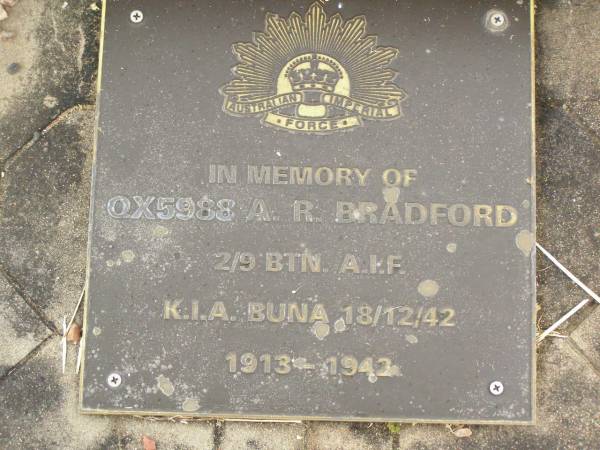 AUSTRALIAN IMPERIAL
• FORCE •
IN MEMORY OF
QX5988 A. R. BRADFORD
2/9 BTN. A.I.F.
K.I.A. BUNA 18/12/42
1913 - 1942